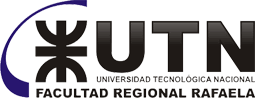 UTN
UNIVERSIDAD TECNOLÓGICA NACIONAL
FACULTAD REGIONAL RAFAELA